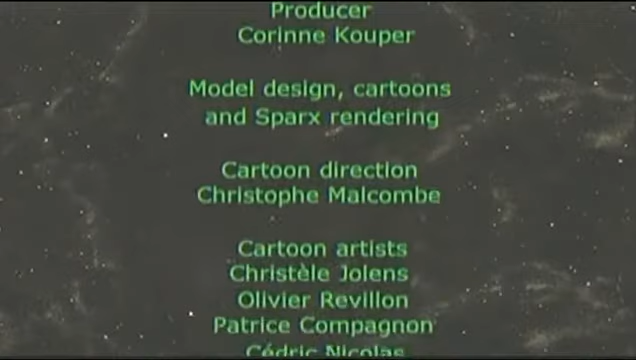 Producer
Corinne Kouper
Model design, cartoons
and Sparx rendering
Cartoon direction
Christophe Malcombe
Cartoon artists
Christèle Jolens
Olivier Revillon
Patrice Compagnon
Cédric Nicolas